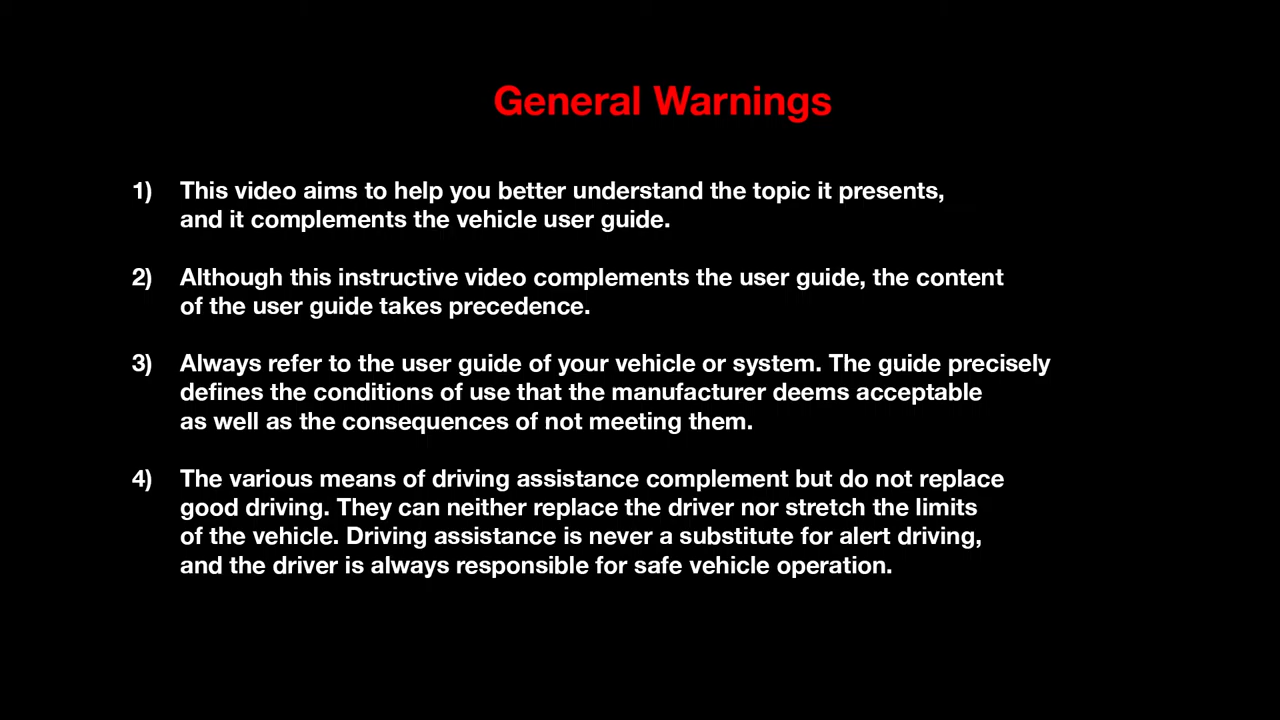 General Warnings
1) This video aims to help you better understand the topic it presents,
and it complements the vehicle user guide.
2) Although this instructive video complements the user guide, the content
of the user guide takes precedence.
3) Always refer to the user guide of your vehicle or system. The guide precisely
defines the conditions of use that the manufacturer deems acceptable
as well as the consequences of not meeting them.
4) The various means of driving assistance complement but do not replace
good driving. They can neither replace the driver nor stretch the limits
of the vehicle. Driving assistance is never a substitute for alert driving,
and the driver is always responsible for safe vehicle operation.